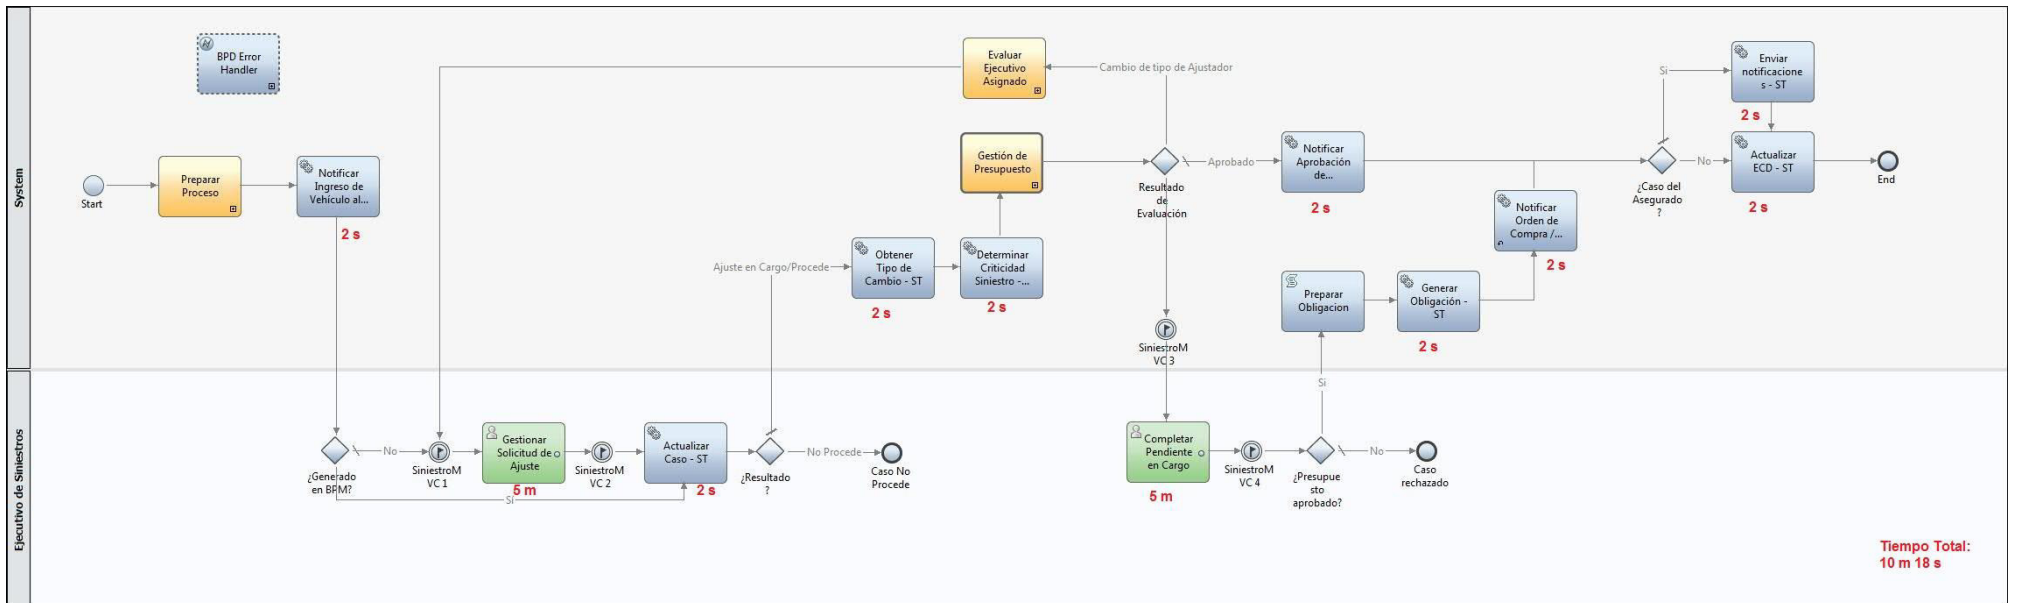 System
BPD Error
Handler
Start
Preparar
Proceso
Notificar
Ingreso de
Vehículo al...
2 s
Evaluar
Ejecutivo
Asignado
Cambio de tipo de Ajustador
Gestión de
Presupuesto
Resultado
de
Evaluación
Aprobado
Notificar
Aprobación
de...
2 s
Ajuste en Cargo/Procede
Obtener
Tipo de
Cambio - ST
2 s
Determinar
Criticidad
Siniestro -...
2 s
SiniestroM
VC 3
Preparar
Obligacion
Generar
Obligación -
ST
2 s
Notificar
Orden de
Compra /...
2 s
¿Caso del
Asegurado
?
Si
No
Enviar
notificacione
s - ST
2 s
Actualizar
ECD - ST
2 s
End
Ejecutivo de Siniestros
¿Generado
en BPM?
No
Sí
SiniestroM
VC 1
Gestionar
Solicitud de
Ajuste
5 m
SiniestroM
VC 2
Actualizar
Caso - ST
2 s
¿Resultado
?
No Procede
Caso No
Procede
Completar
Pendiente
en Cargo
5 m
SiniestroM
VC 4
¿Presupue
sto
aprobado?
Si
No
Caso
rechazado
Tiempo Total:
10 m 18 s